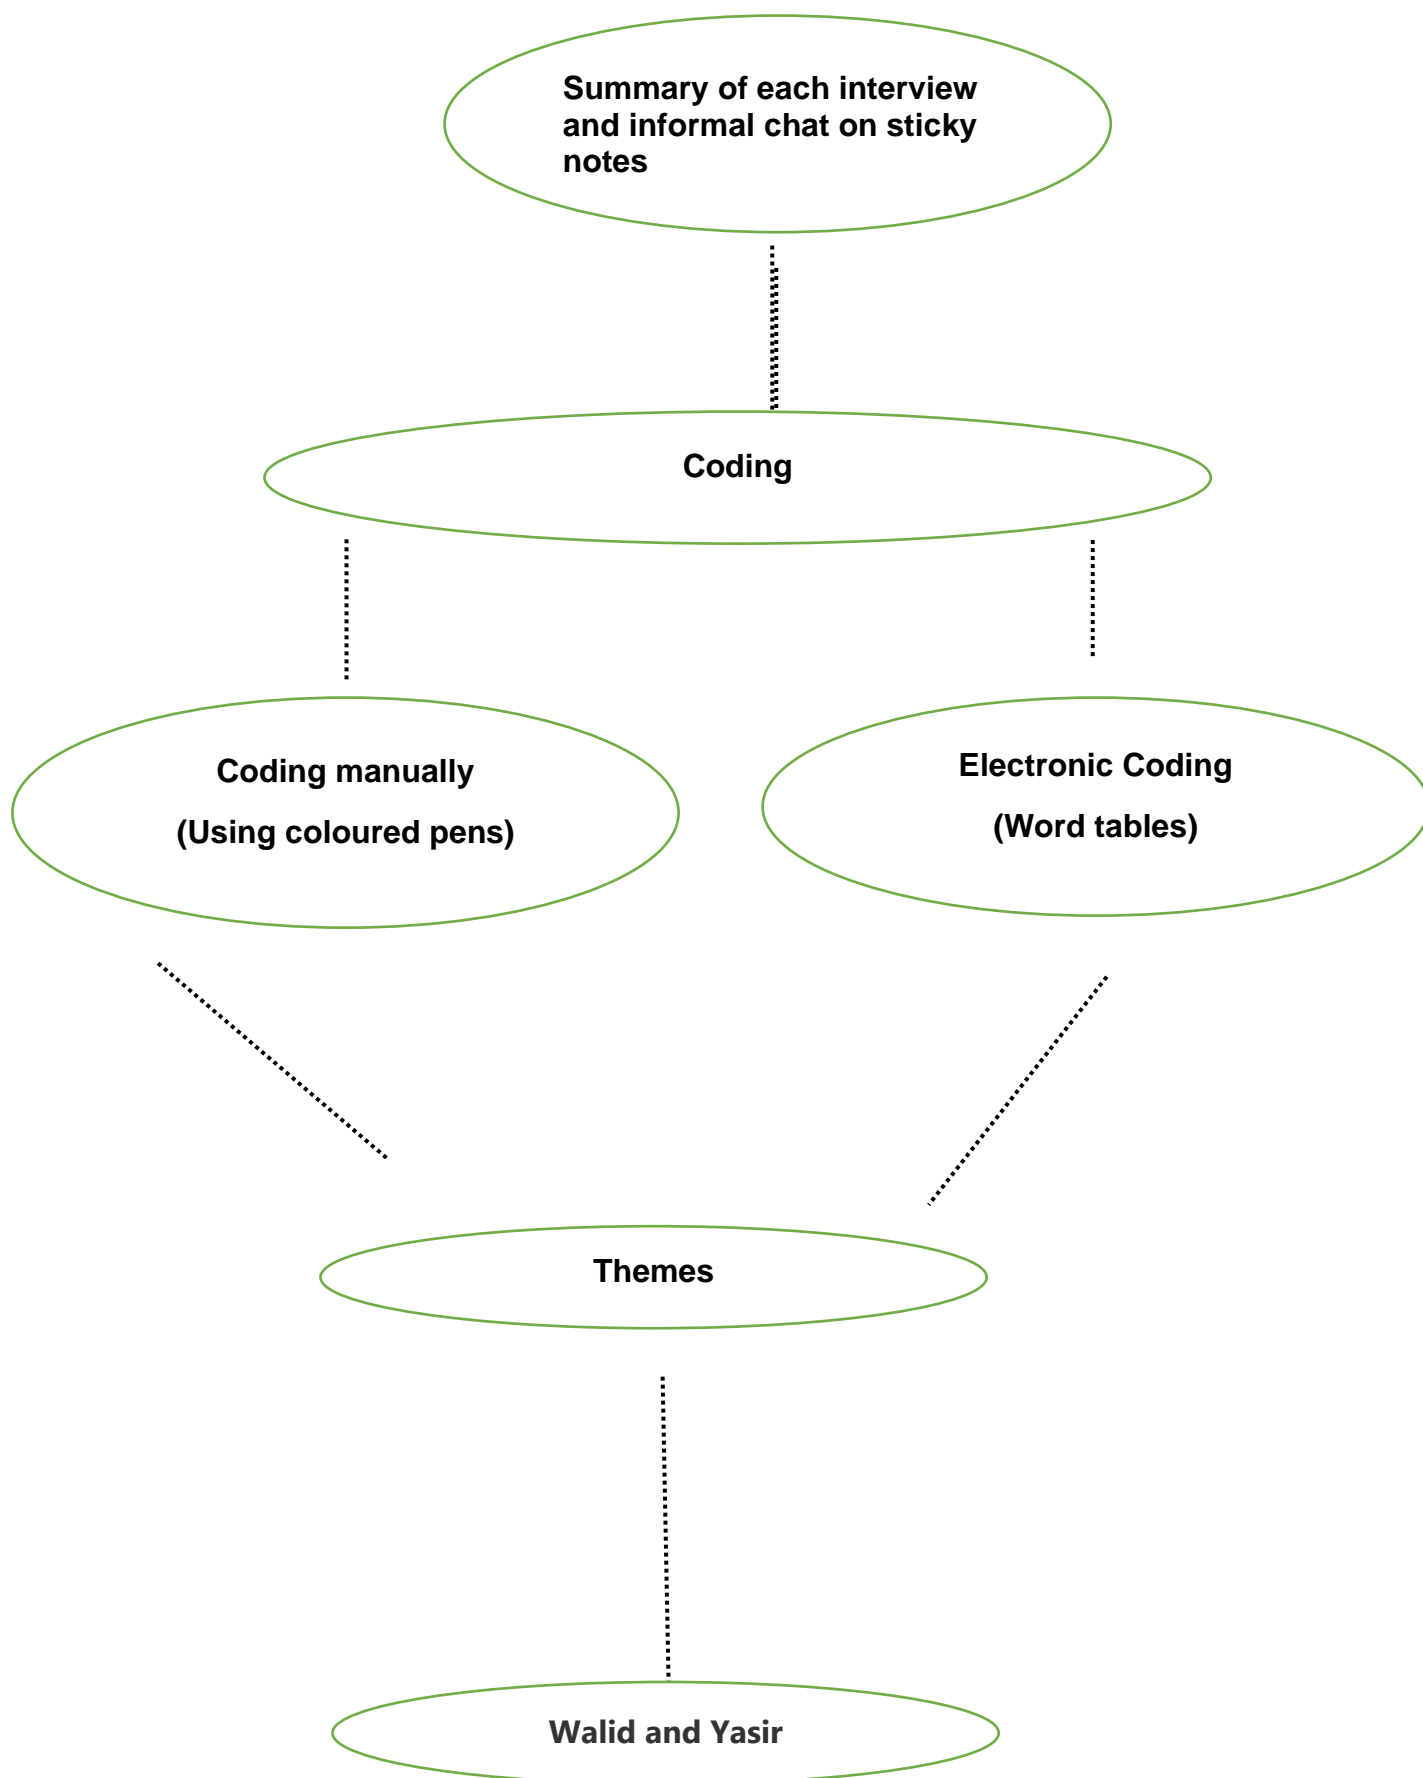 Summary of each interview
and informal chat on sticky
notes
Coding
Coding manually
(Using coloured pens)
Electronic Coding
(Word tables)
Themes
Walid and Yasir